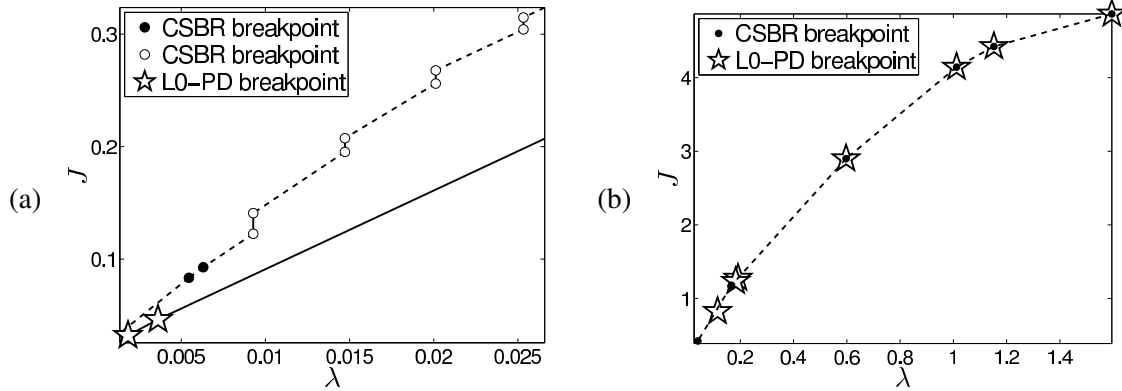 (a)
J
0.3
0.2
0.1
CSBR breakpoint
CSBR breakpoint
L0-PD breakpoint
0.005 0.01 0.015 0.02 0.025
λ
(b)
J
4
3
2
1
CSBR breakpoint
L0-PD breakpoint
0.2 0.4 0.6 0.8 1 1.2 1.4
λ